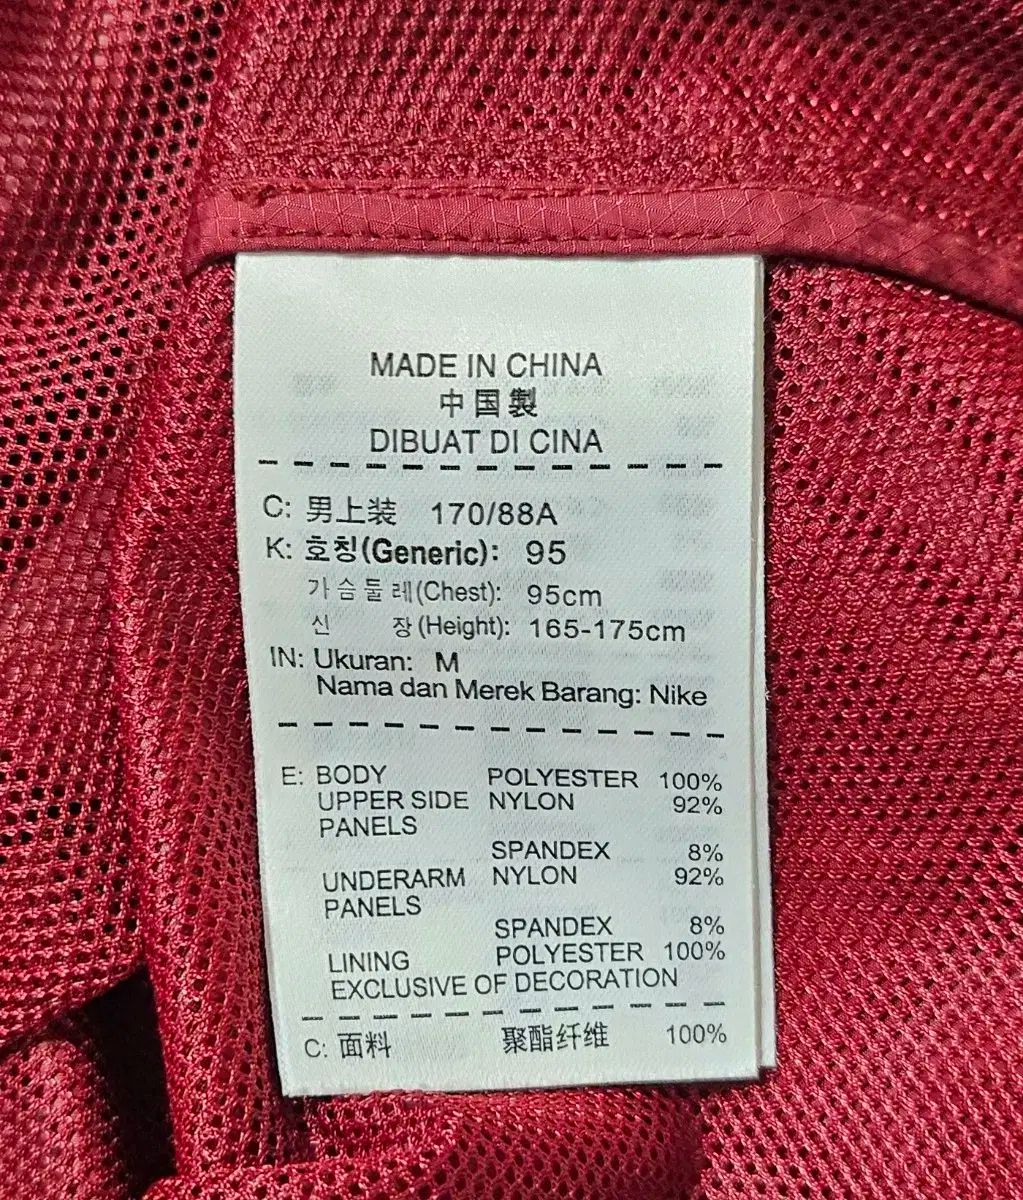 MADE IN CHINA
中国製
DIBUAT DI CINA
C: 男上装 170/88A
K: 호칭(Generic): 95
가슴둘레(Chest): 95cm
신 장(Height): 165-175cm
IN: Ukuran: M
Nama dan Merek Barang: Nike
E: BODY POLYESTER 100%
UPPER SIDE NYLON 92%
PANELS
SPANDEX 8%
UNDERARM NYLON 92%
PANELS
SPANDEX 8%
LINING POLYESTER 100%
EXCLUSIVE OF DECORATION
C: 面料 聚酯纤维 100%